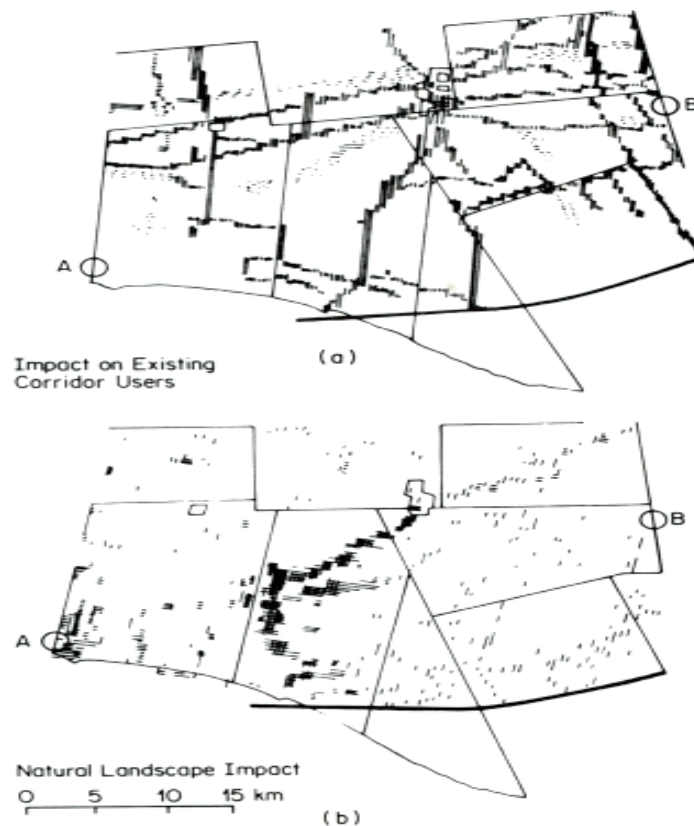 B
A
(a)
Impact on Existing
Corridor Users
B
A
Natural Landscape Impact
0 5 10 15 km
(b)